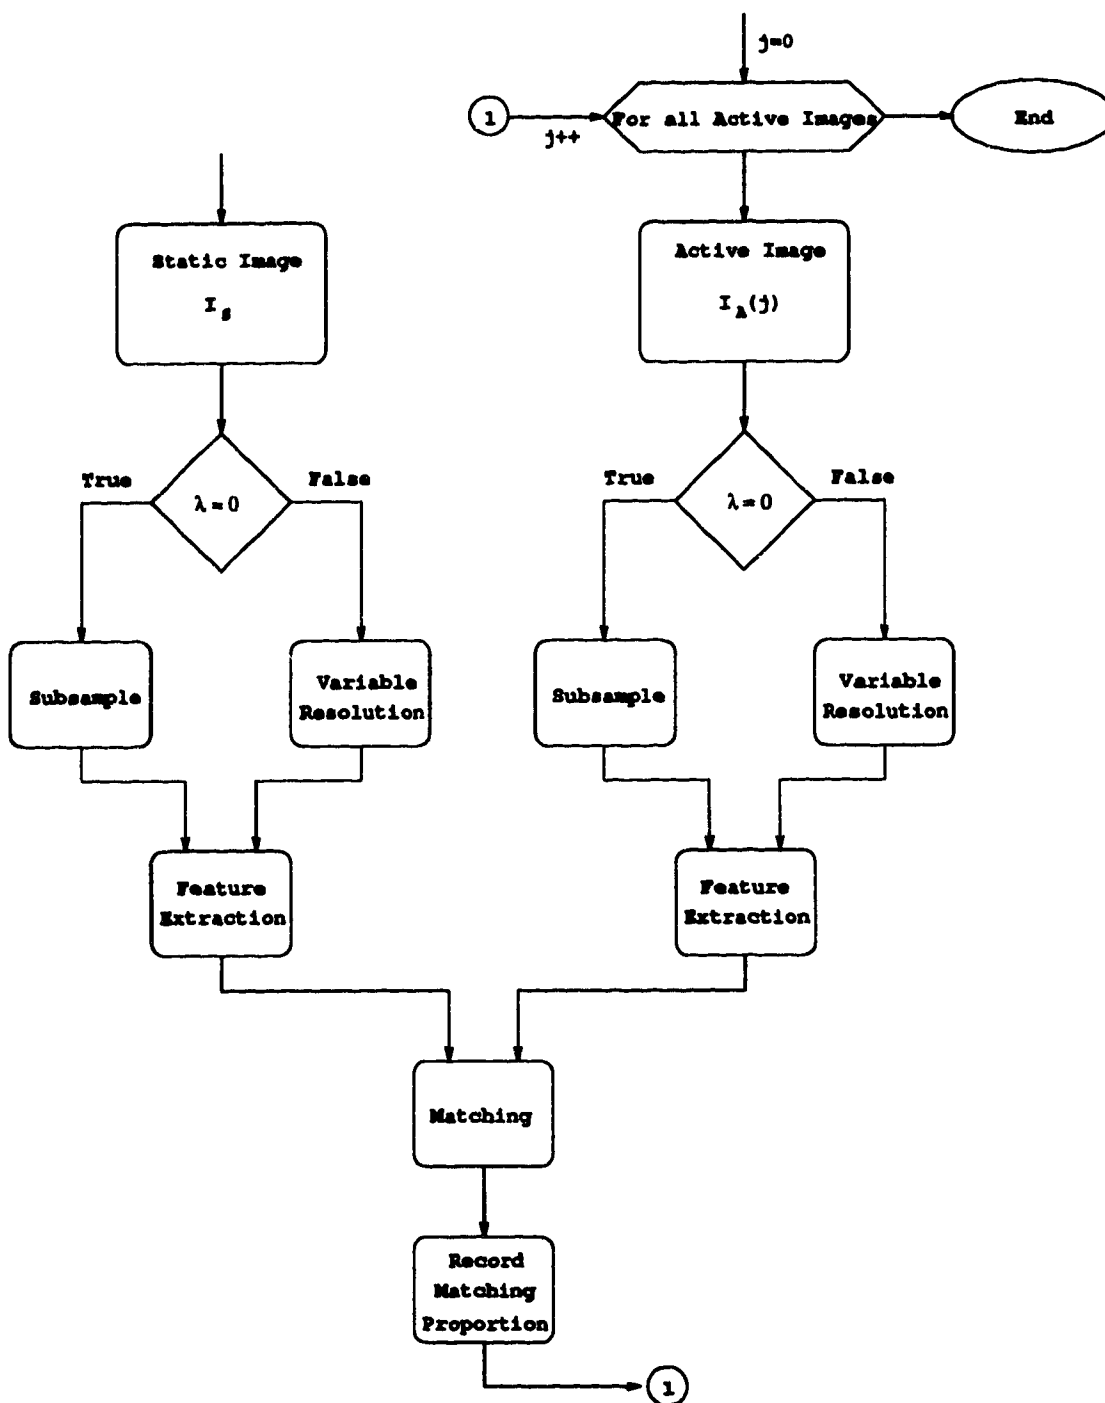 j=0
1
j++
For all Active Images
End
Static Image
I_s
Active Image
I_A(j)
True
λ=0
False
True
λ=0
False
Subsample
Variable
Resolution
Subsample
Variable
Resolution
Feature
Extraction
Feature
Extraction
Matching
Record
Matching
Proportion
1